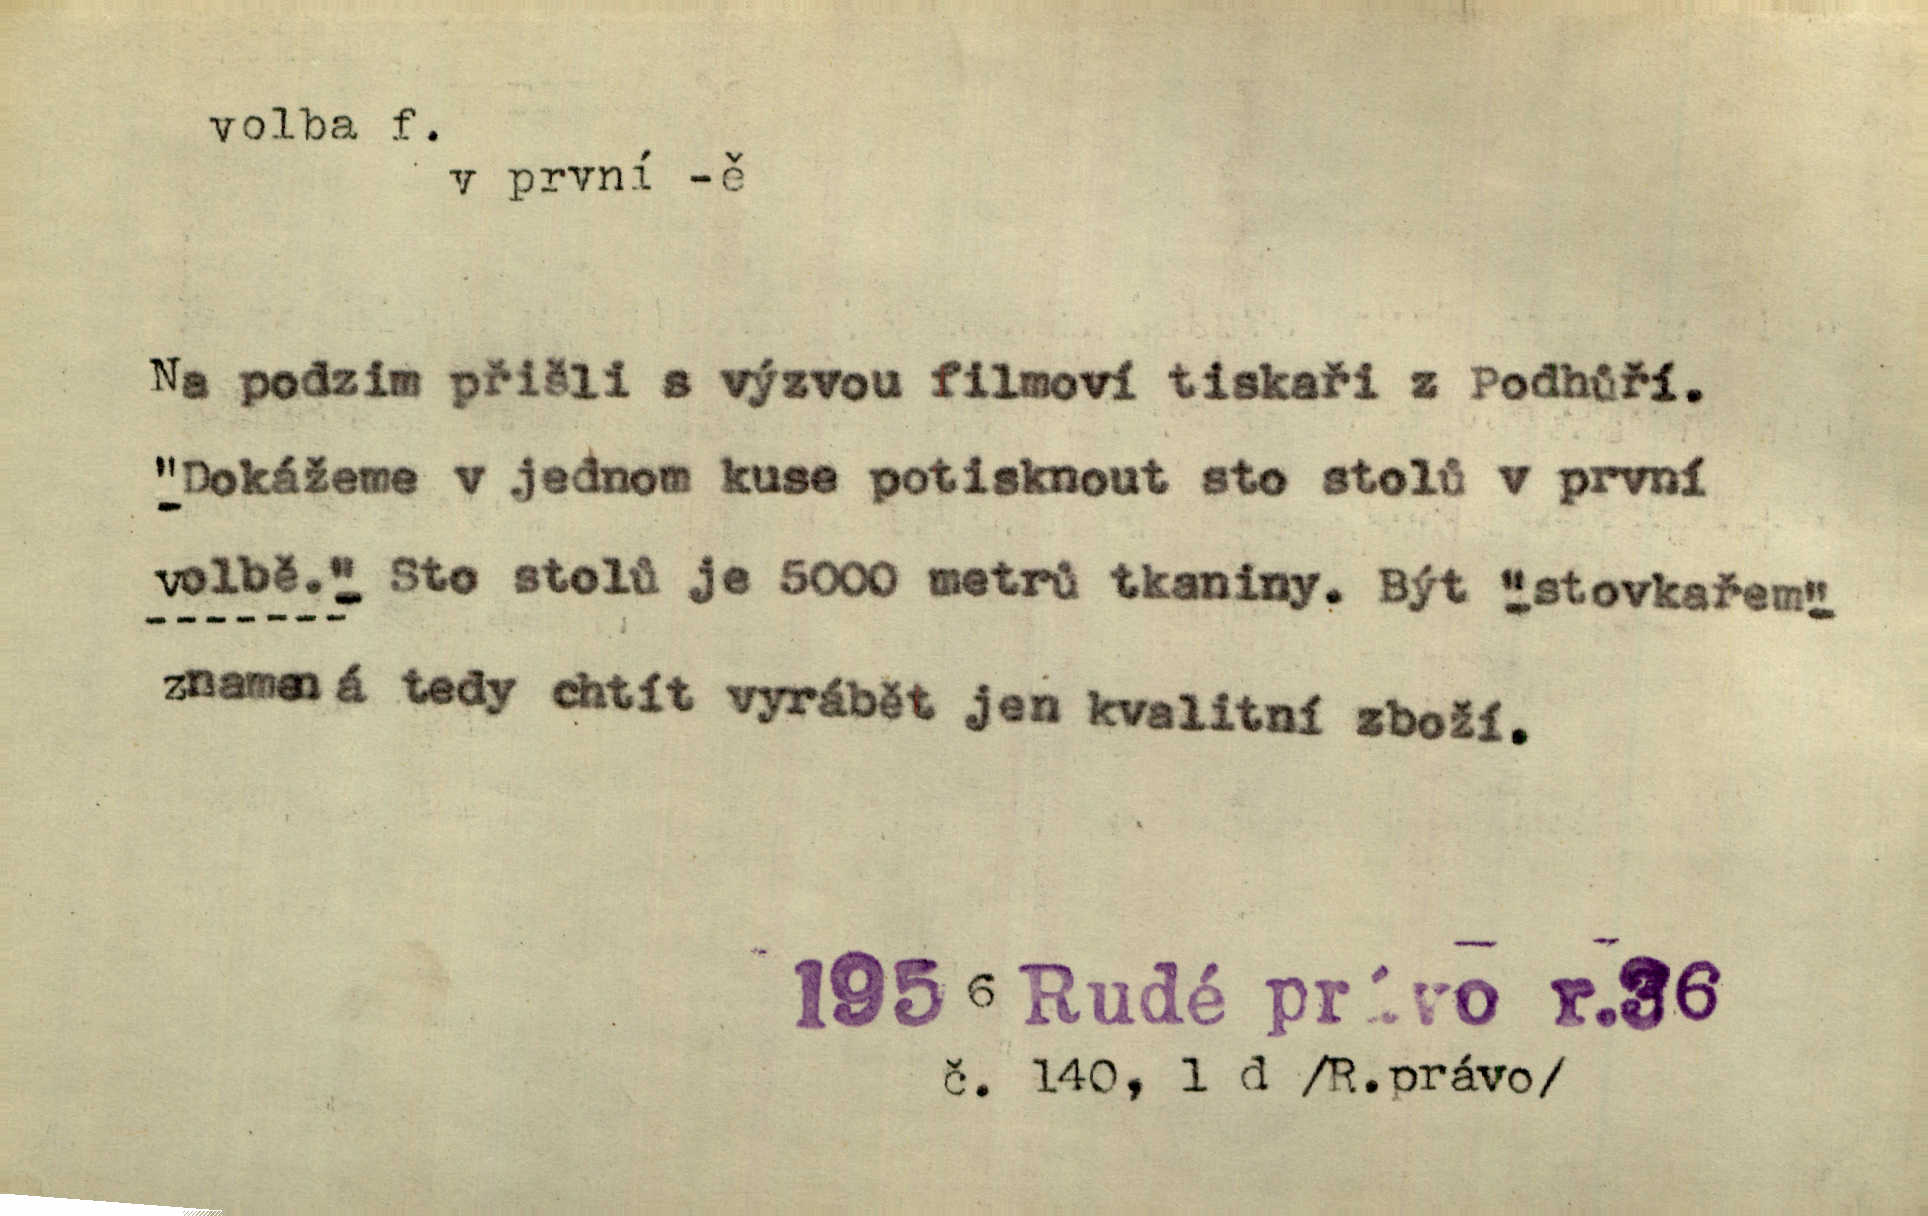 volba f.
v první -ě
Na podzim přišli s výzvou filmoví tiskaři z Podhůří.
"Dokážeme v jednom kuse potisknout sto stolů v první
volbě." Sto stolů je 5000 metrů tkaniny. Být "stovkařem"
znamená tedy chtít vyrábět jen kvalitní zboží.
1956 Rudé právo r.36
č. 140, 1 d /R.právo/